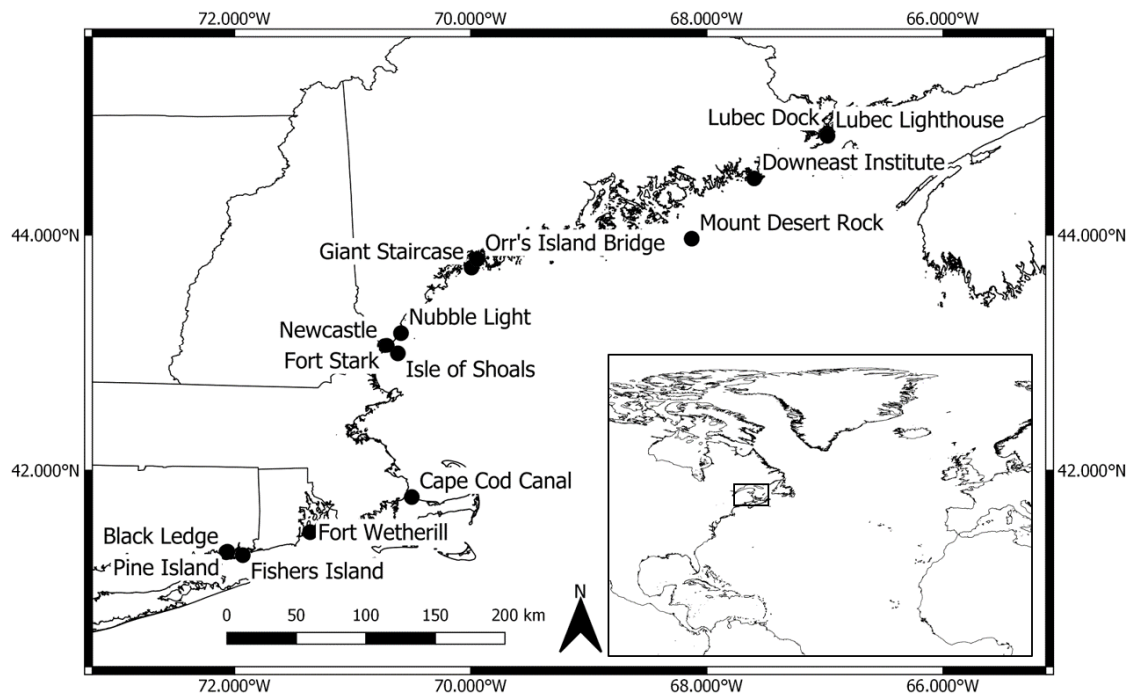 72.000°W 70.000°W 68.000°W 66.000°W
Lubec Dock Lubec Lighthouse
Downeast Institute
Mount Desert Rock
44.000°N 44.000°N
Giant Staircase Orr's Island Bridge
Nubble Light
Newcastle
Fort Stark
Isle of Shoals
42.000°N 42.000°N
Cape Cod Canal
Black Ledge Fort Wetherill
Pine Island Fishers Island
N
0 50 100 150 200 km
72.000°W 70.000°W 68.000°W 66.000°W